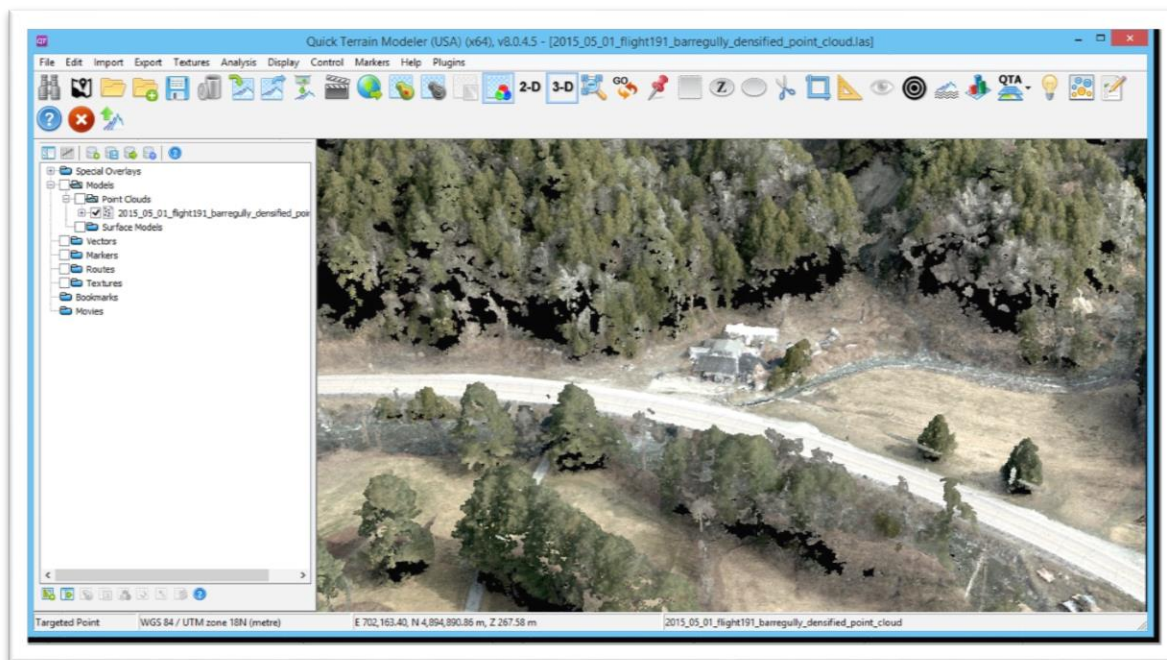 QT Quick Terrain Modeler (USA) (x64), v8.0.4.5 - [2015_05_01_flight191_barregully_densified_point_cloud.las]
File Edit Import Export Textures Analysis Display Control Markers Help Plugins
2-D 3-D GO Z QTA
Special Overlays
Models
Point Clouds
2015_05_01_flight191_barregully_densified_poi
Surface Models
Vectors
Markers
Routes
Textures
Bookmarks
Movies
Targeted Point WGS 84 / UTM zone 18N (metre) E 702,163.40, N 4,894,890.86 m, Z 267.58 m 2015_05_01_flight191_barregully_densified_point_cloud